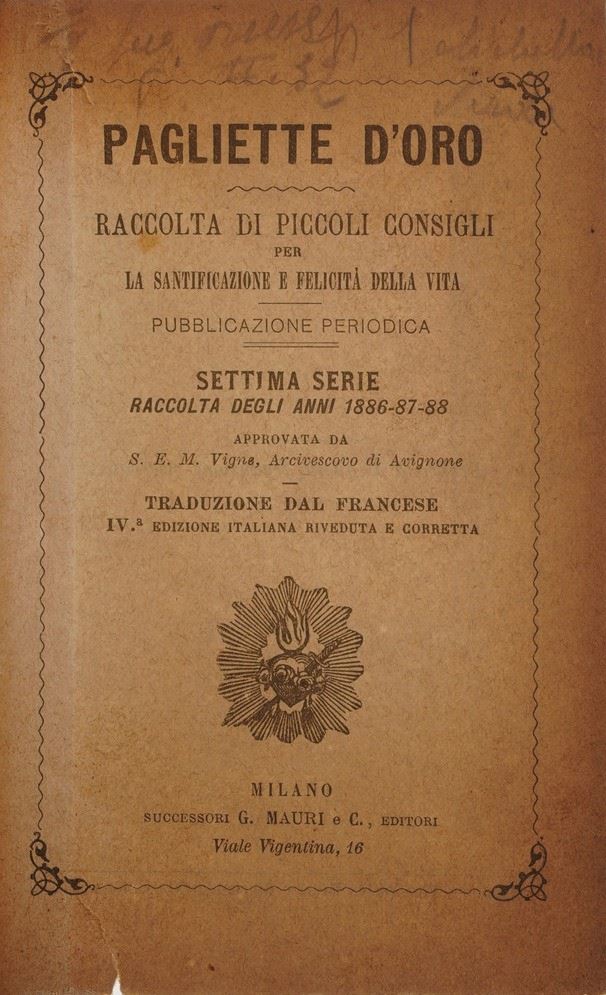 PAGLIETTE D'ORO
RACCOLTA DI PICCOLI CONSIGLI
PER
LA SANTIFICAZIONE E FELICITÀ DELLA VITA
PUBBLICAZIONE PERIODICA
SETTIMA SERIE
RACCOLTA DEGLI ANNI 1886-87-88
APPROVATA DA
S. E. M. Vigne, Arcivescovo di Avignone
TRADUZIONE DAL FRANCESE
IV.ª EDIZIONE ITALIANA RIVEDUTA E CORRETTA
MILANO
SUCCESSORI G. MAURI e C., EDITORI
Viale Vigentina, 16